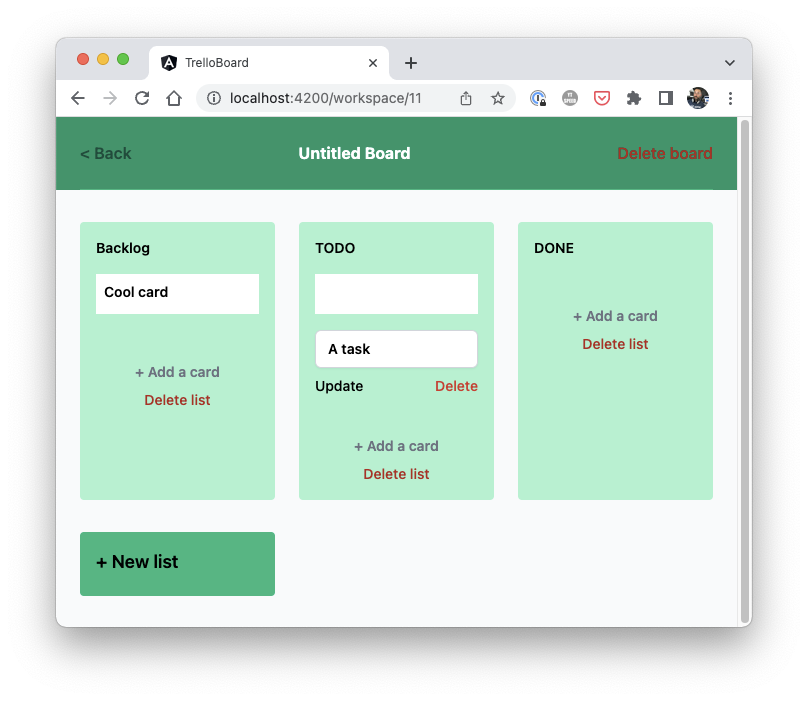 TrelloBoard
localhost:4200/workspace/11
< Back
Untitled Board
Delete board
Backlog
Cool card
+ Add a card
Delete list
TODO
A task
Update
Delete
+ Add a card
Delete list
DONE
+ Add a card
Delete list
+ New list